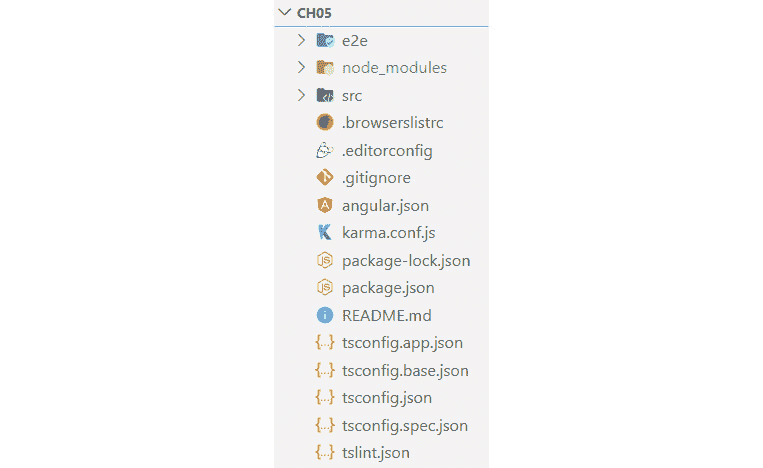 CH05
e2e
node_modules
src
.browserslistrc
.editorconfig
.gitignore
angular.json
karma.conf.js
package-lock.json
package.json
README.md
tsconfig.app.json
tsconfig.base.json
tsconfig.json
tsconfig.spec.json
tslint.json